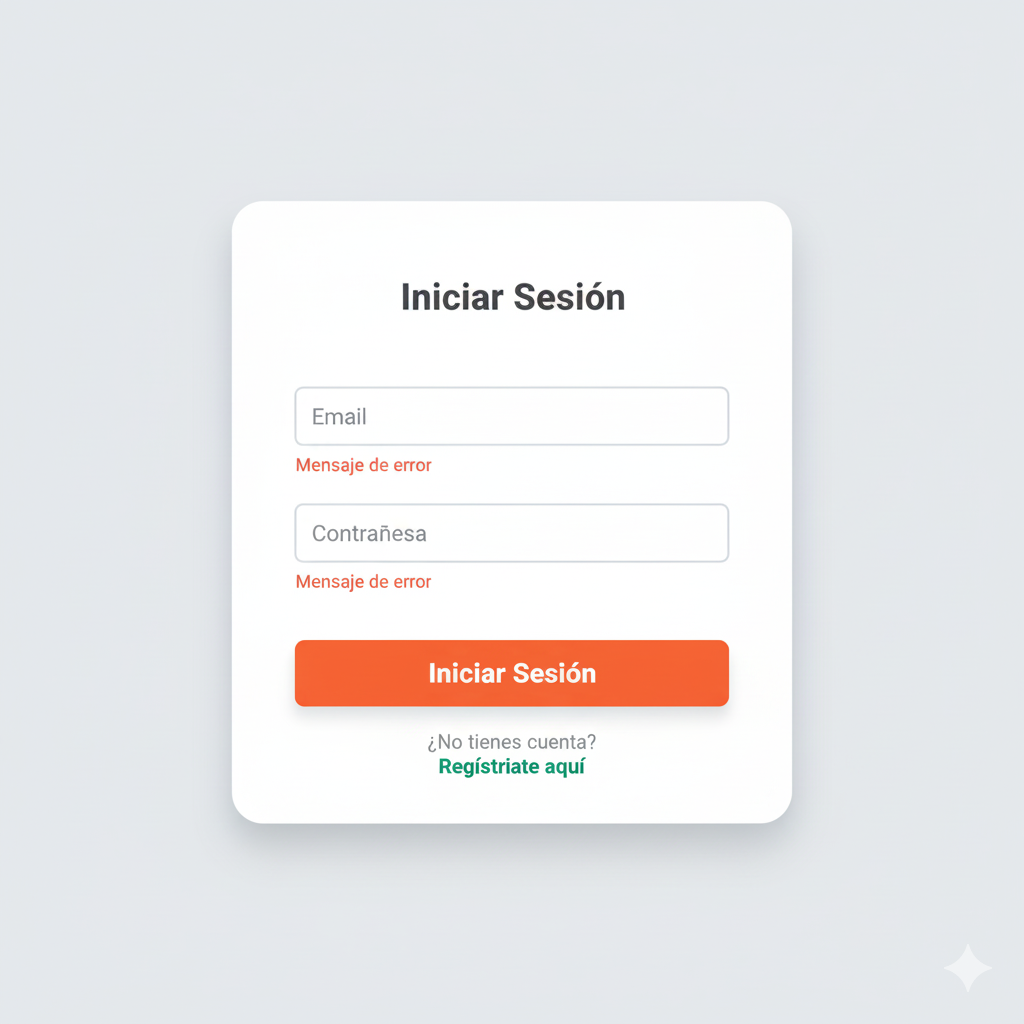 Iniciar Sesión
Email
Mensaje de error
Contrañesa
Mensaje de error
Iniciar Sesión
¿No tienes cuenta?
Regístriate aquí